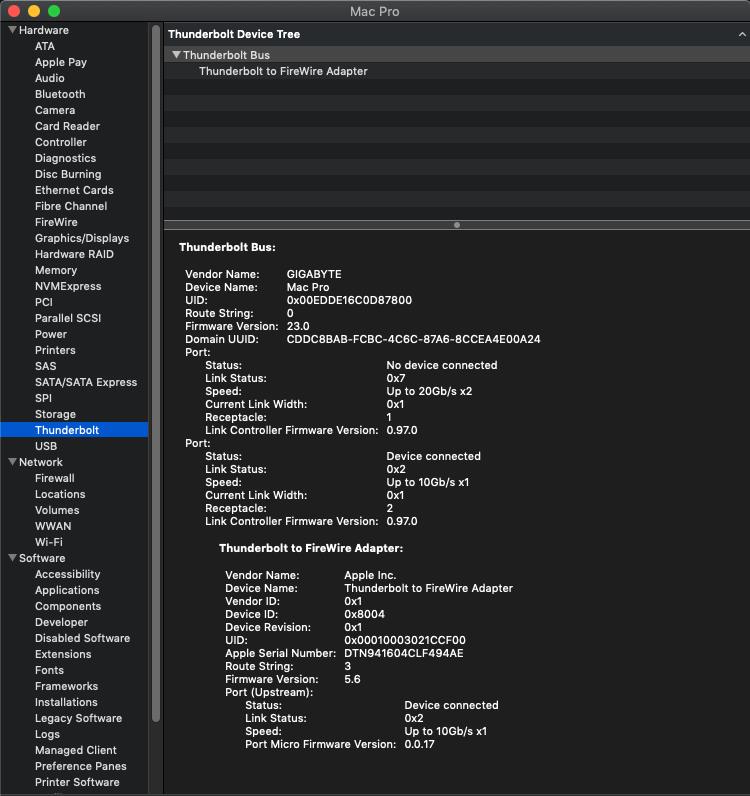 Mac Pro
Hardware
ATA
Apple Pay
Audio
Bluetooth
Camera
Card Reader
Controller
Diagnostics
Disc Burning
Ethernet Cards
Fibre Channel
FireWire
Graphics/Displays
Hardware RAID
Memory
NVMExpress
PCI
Parallel SCSI
Power
Printers
SAS
SATA/SATA Express
SPI
Storage
Thunderbolt
USB
Network
Firewall
Locations
Volumes
WWAN
Wi-Fi
Software
Accessibility
Applications
Components
Developer
Disabled Software
Extensions
Fonts
Frameworks
Installations
Legacy Software
Logs
Managed Client
Preference Panes
Printer Software
Thunderbolt Device Tree
Thunderbolt Bus
Thunderbolt to FireWire Adapter
Thunderbolt Bus:
Vendor Name: GIGABYTE
Device Name: Mac Pro
UID: 0x00EDDE16C0D87800
Route String: 0
Firmware Version: 23.0
Domain UUID: CDDC8BAB-FCBC-4C6C-87A6-8CCEA4E00A24
Port:
Status: No device connected
Link Status: 0x7
Speed: Up to 20Gb/s x2
Current Link Width: 0x1
Receptacle: 1
Link Controller Firmware Version: 0.97.0
Port:
Status: Device connected
Link Status: 0x2
Speed: Up to 10Gb/s x1
Current Link Width: 0x1
Receptacle: 2
Link Controller Firmware Version: 0.97.0
Thunderbolt to FireWire Adapter:
Vendor Name: Apple Inc.
Device Name: Thunderbolt to FireWire Adapter
Vendor ID: 0x1
Device ID: 0x8004
Device Revision: 0x1
UID: 0x00010003021CCF00
Apple Serial Number: DTN941604CLF494AE
Route String: 3
Firmware Version: 5.6
Port (Upstream):
Status: Device connected
Link Status: 0x2
Speed: Up to 10Gb/s x1
Port Micro Firmware Version: 0.0.17